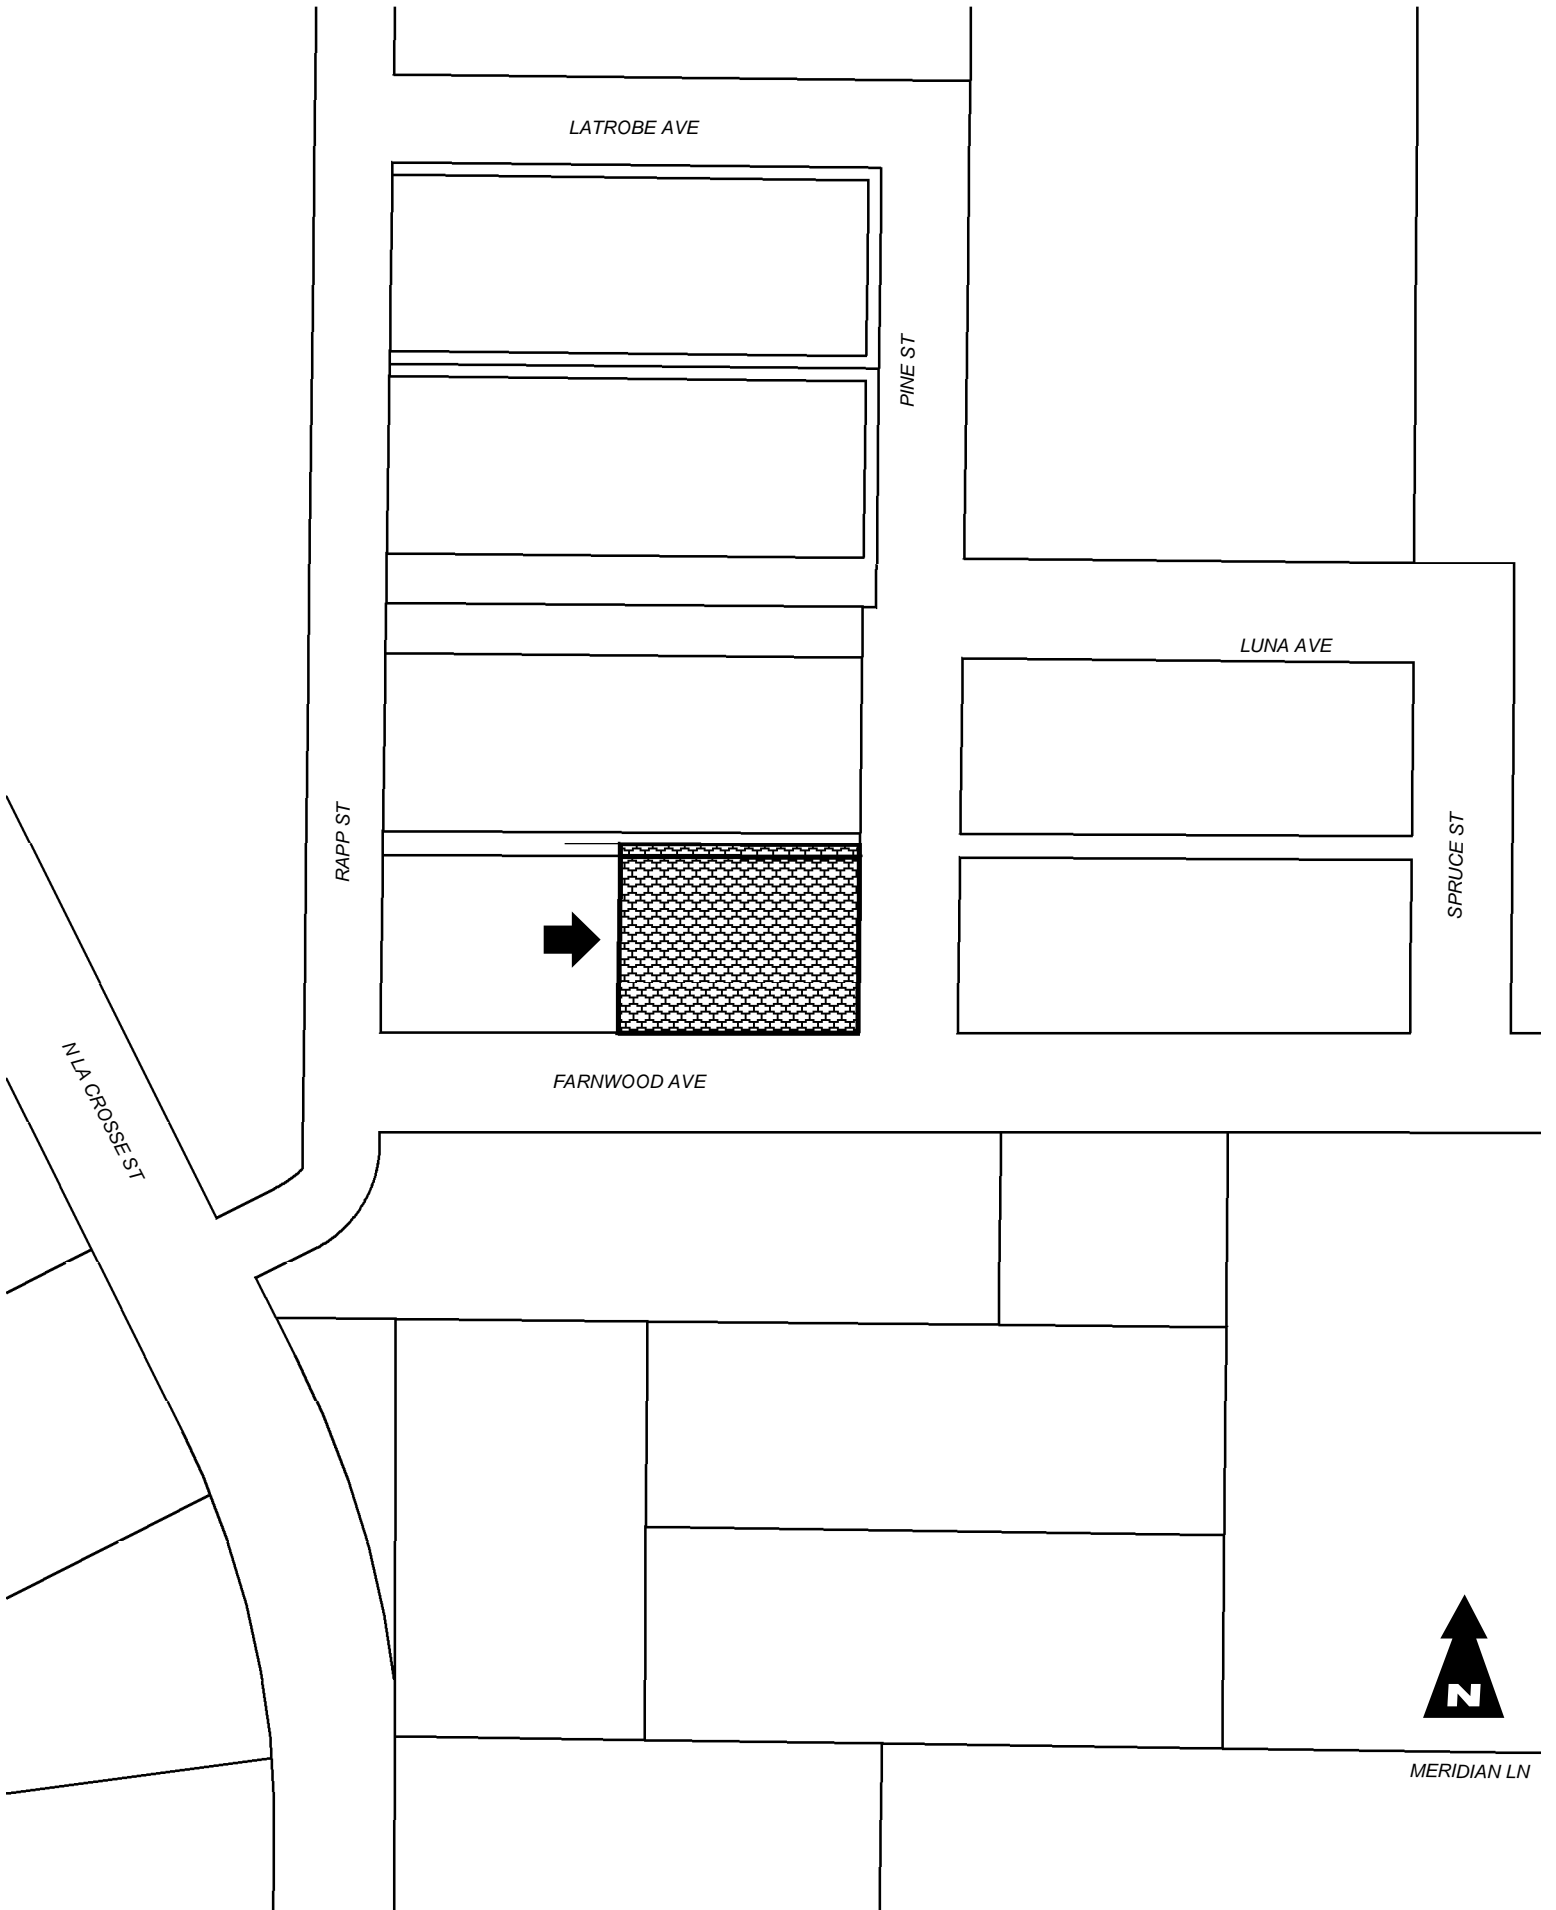 LATROBE AVE
PINE ST
LUNA AVE
RAPP ST
SPRUCE ST
N LA CROSSE ST
FARNWOOD AVE
N
MERIDIAN LN